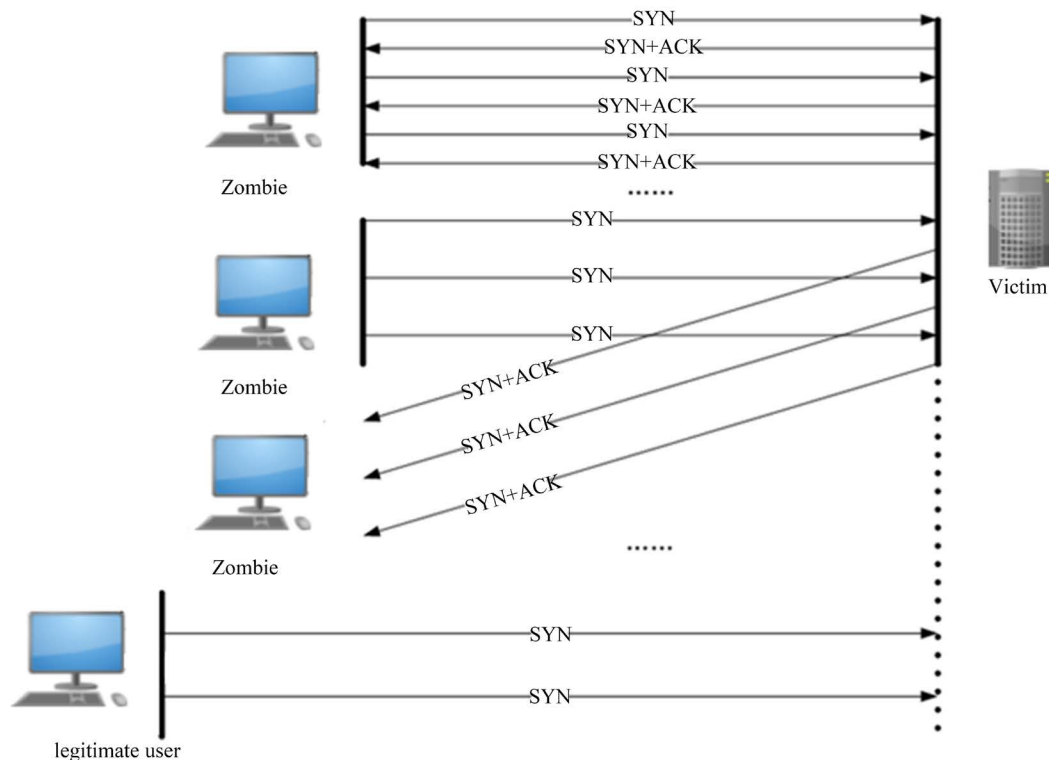 SYN
SYN+ACK
SYN
SYN+ACK
SYN
SYN+ACK
Zombie
......
SYN
SYN
Victim
SYN
SYN+ACK
Zombie
SYN+ACK
SYN+ACK
......
Zombie
SYN
SYN
legitimate user